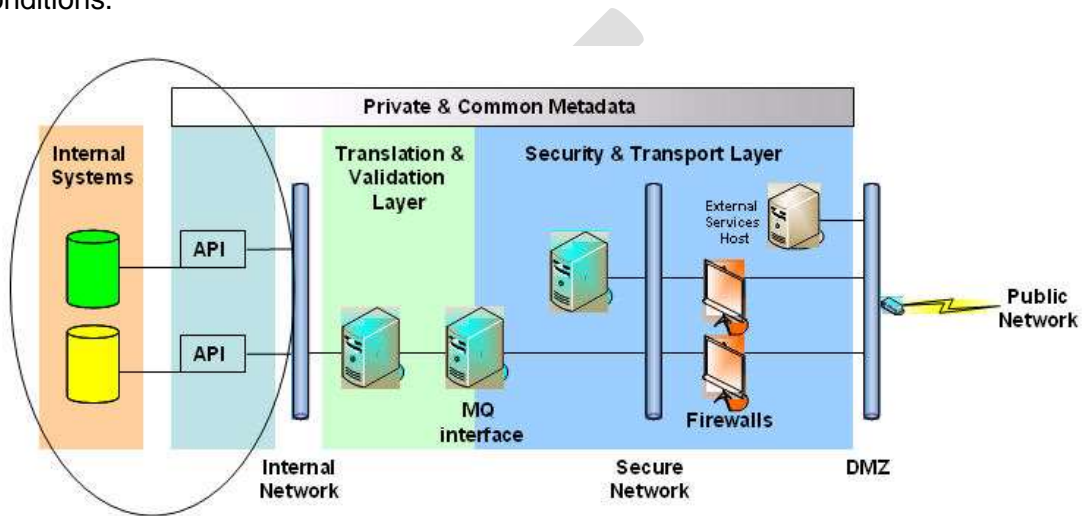 onditions.
Private & Common Metadata
Internal
Systems
Translation &
Validation
Layer
Security & Transport Layer
External
Services
Host
API
Public
Network
API
MQ
interface
Firewalls
Internal
Network
Secure
Network
DMZ